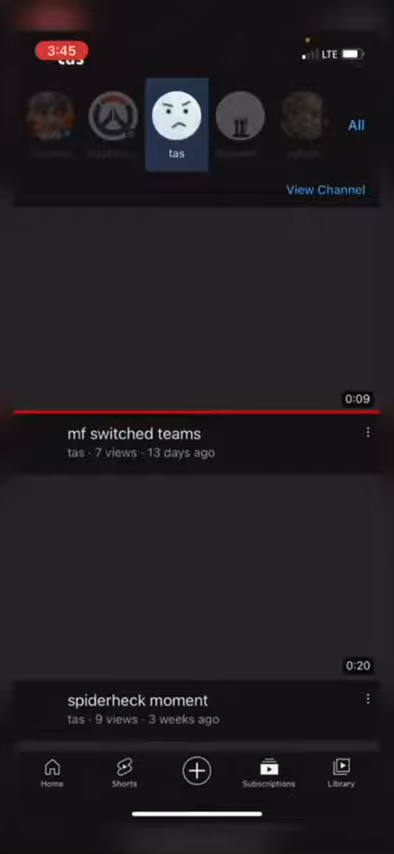 3:45
LTE
tas
tas
All
View Channel
0:09
mf switched teams
tas · 7 views · 13 days ago
0:20
spiderheck moment
tas · 9 views · 3 weeks ago
Home
Shorts
Subscriptions
Library